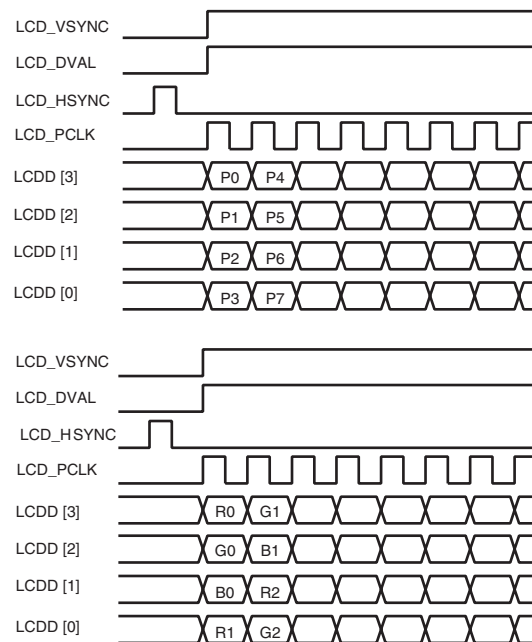 LCD_VSYNC
LCD_DVAL
LCD_HSYNC
LCD_PCLK
LCDD [3] P0 P4
LCDD [2] P1 P5
LCDD [1] P2 P6
LCDD [0] P3 P7
LCD_VSYNC
LCD_DVAL
LCD_HSYNC
LCD_PCLK
LCDD [3] R0 G1
LCDD [2] G0 B1
LCDD [1] B0 R2
LCDD [0] R1 G2